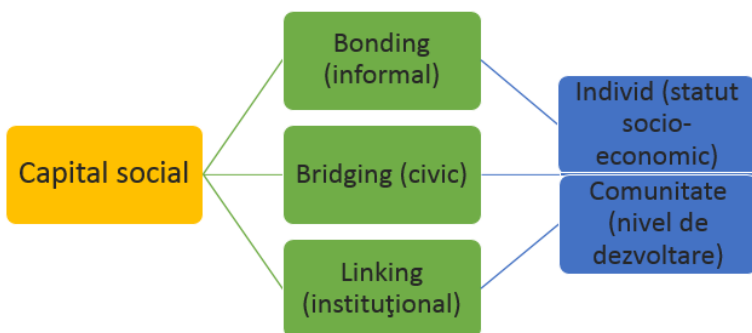 Capital social
Bonding
(informal)
Bridging (civic)
Linking
(instituţional)
Individ (statut
socio-
economic)
Comunitate
(nivel de
dezvoltare)